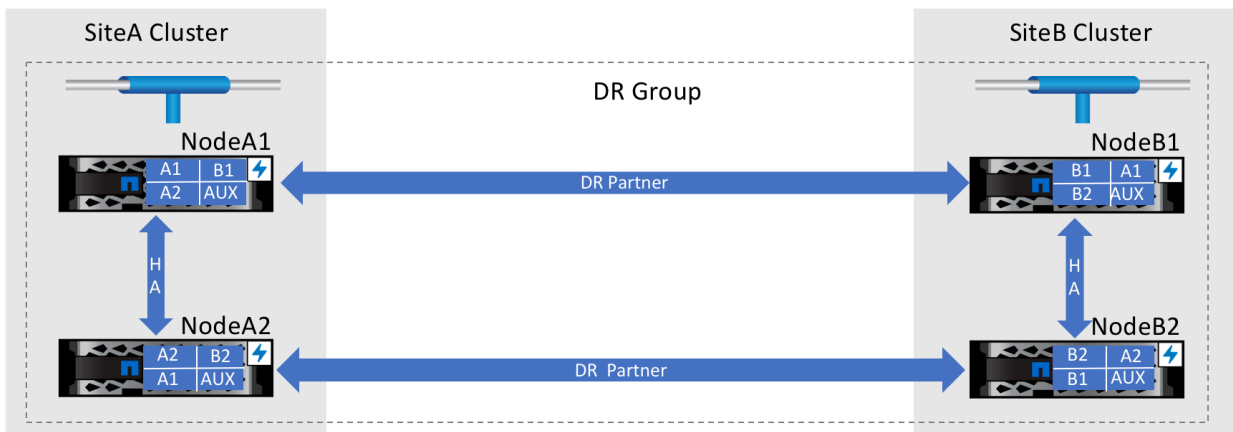 SiteA Cluster
SiteB Cluster
DR Group
NodeA1
A1 B1
A2 AUX
NodeB1
B1 A1
B2 AUX
DR Partner
H
A
H
A
NodeA2
A2 B2
A1 AUX
NodeB2
B2 A2
B1 AUX
DR Partner